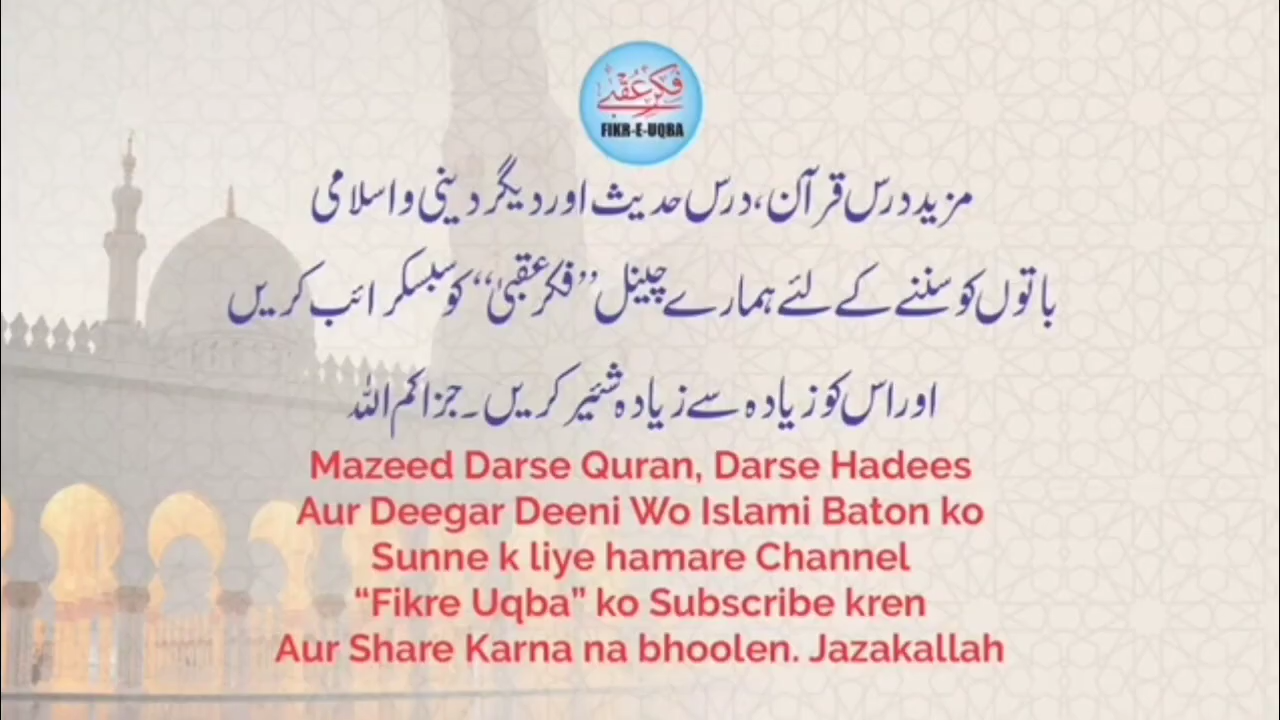 فکر عقبیٰ
FIKR-E-UQBA
مزید درس قرآن، درس حدیث اور دیگر دینی و اسلامی
باتوں کو سننے کے لئے ہمارے چینل ’’فکر عقبیٰ‘‘ کو سبسکرائب کریں
اور اس کو زیادہ سے زیادہ شئیر کریں۔ جزاکم اللہ
Mazeed Darse Quran, Darse Hadees
Aur Deegar Deeni Wo Islami Baton ko
Sunne k liye hamare Channel
“Fikre Uqba” ko Subscribe kren
Aur Share Karna na bhoolen. Jazakallah